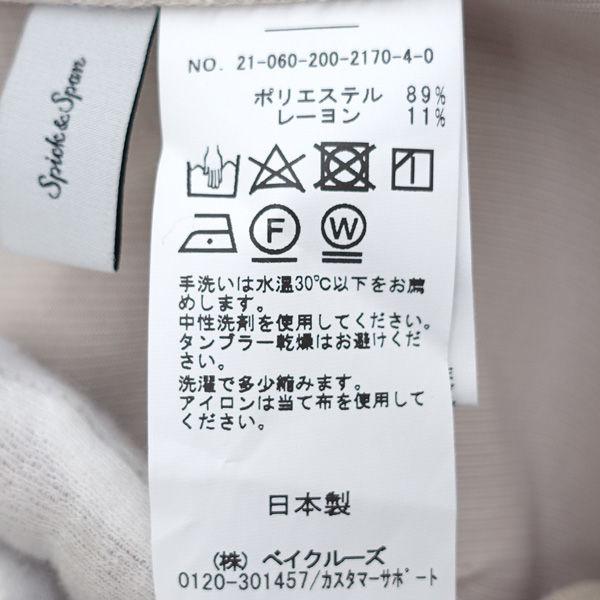 Spick & Span
NO. 21-060-200-2170-4-0
ポリエステル 89%
レーヨン 11%
F W
手洗いは水温30℃以下をお薦
めします。
中性洗剤を使用してください。
タンブラー乾燥はお避けくだ
さい。
洗濯で多少縮みます。
アイロンは当て布を使用して
ください。
日本製
(株) ベイクルーズ
0120-301457/カスタマーサポート